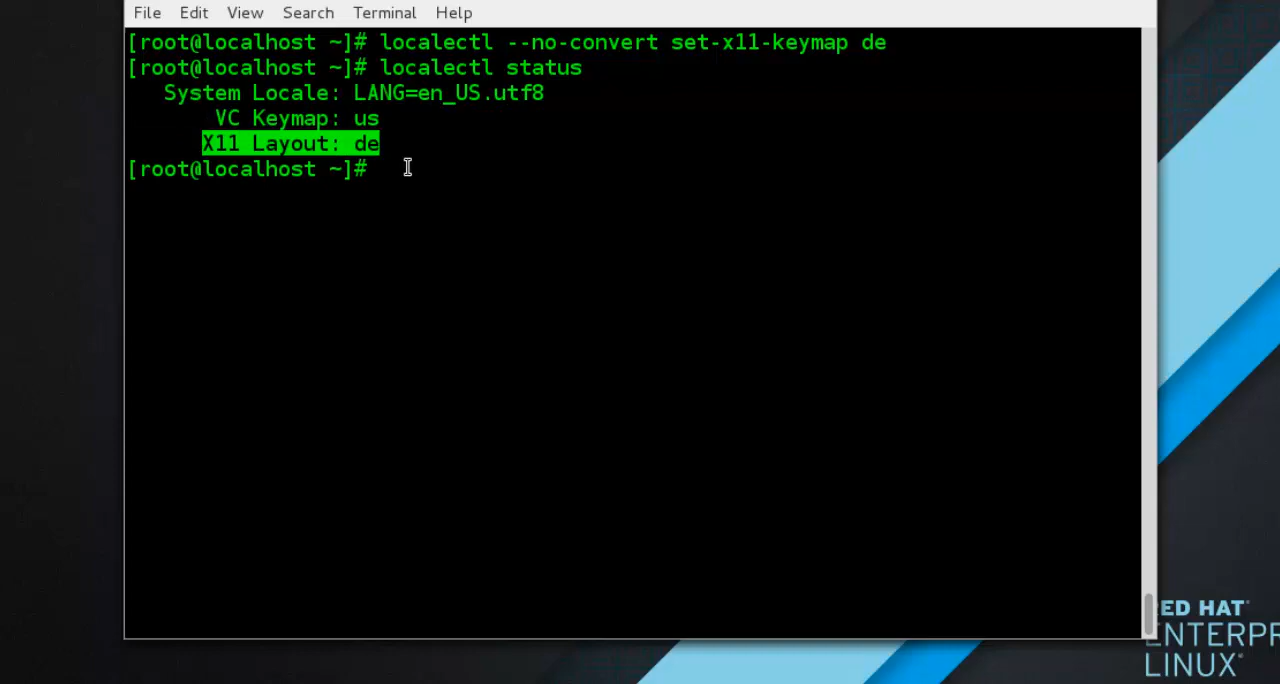 File Edit View Search Terminal Help
[root@localhost ~]# localectl --no-convert set-x11-keymap de
[root@localhost ~]# localectl status
System Locale: LANG=en_US.utf8
VC Keymap: us
X11 Layout: de
[root@localhost ~]#
RED HAT®
ENTERPR
LINUX®